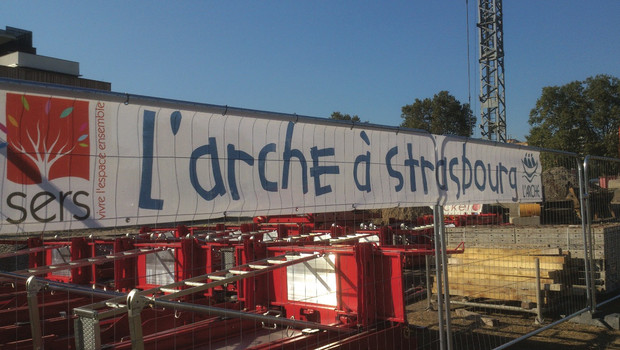 sers
vivre l'espace ensemble
L'archE à strasbourg
L'ARCHE